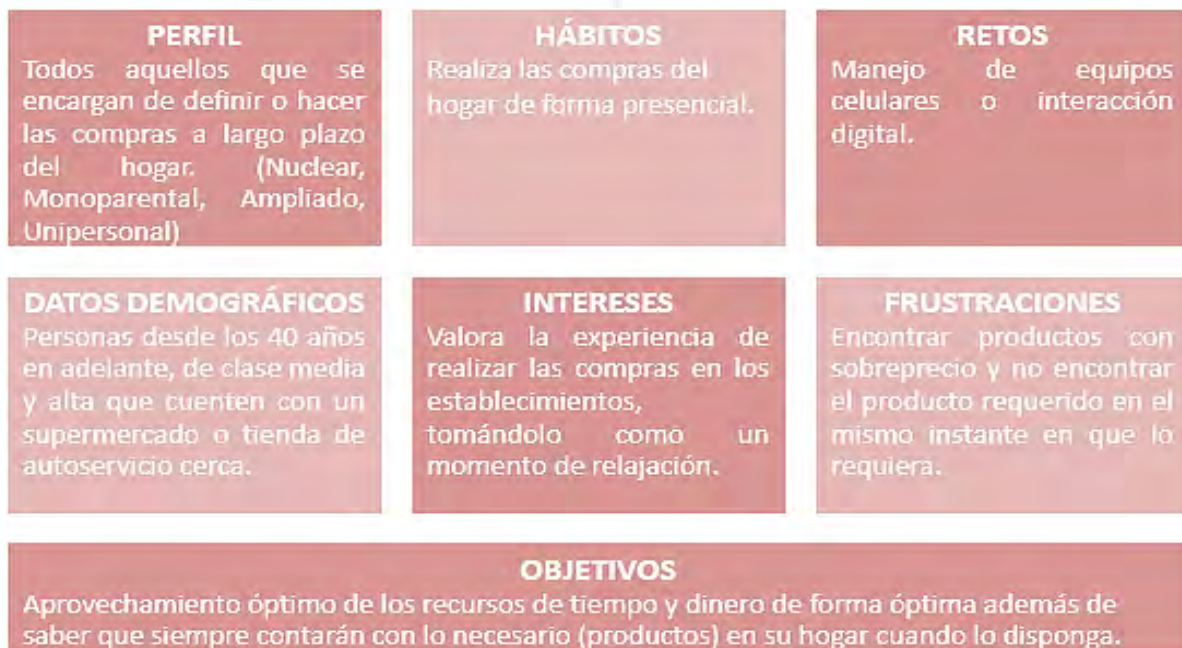 PERFIL
Todos aquellos que se
encargan de definir o hacer
las compras a largo plazo
del hogar. (Nuclear,
Monoparental, Ampliado,
Unipersonal)
HÁBITOS
Realiza las compras del
hogar de forma presencial.
RETOS
Manejo de equipos
celulares o interacción
digital.
DATOS DEMOGRÁFICOS
Personas desde los 40 años
en adelante, de clase media
y alta que cuenten con un
supermercado o tienda de
autoservicio cerca.
INTERESES
Valora la experiencia de
realizar las compras en los
establecimientos,
tomándolo como un
momento de relajación.
FRUSTRACIONES
Encontrar productos con
sobreprecio y no encontrar
el producto requerido en el
mismo instante en que lo
requiera.
OBJETIVOS
Aprovechamiento óptimo de los recursos de tiempo y dinero de forma óptima además de
saber que siempre contarán con lo necesario (productos) en su hogar cuando lo disponga.